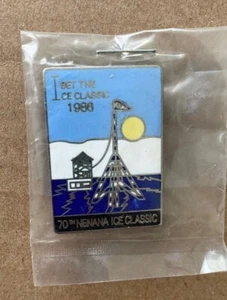 I BET THE
ICE CLASSIC
1986
70TH NENANA ICE CLASSIC